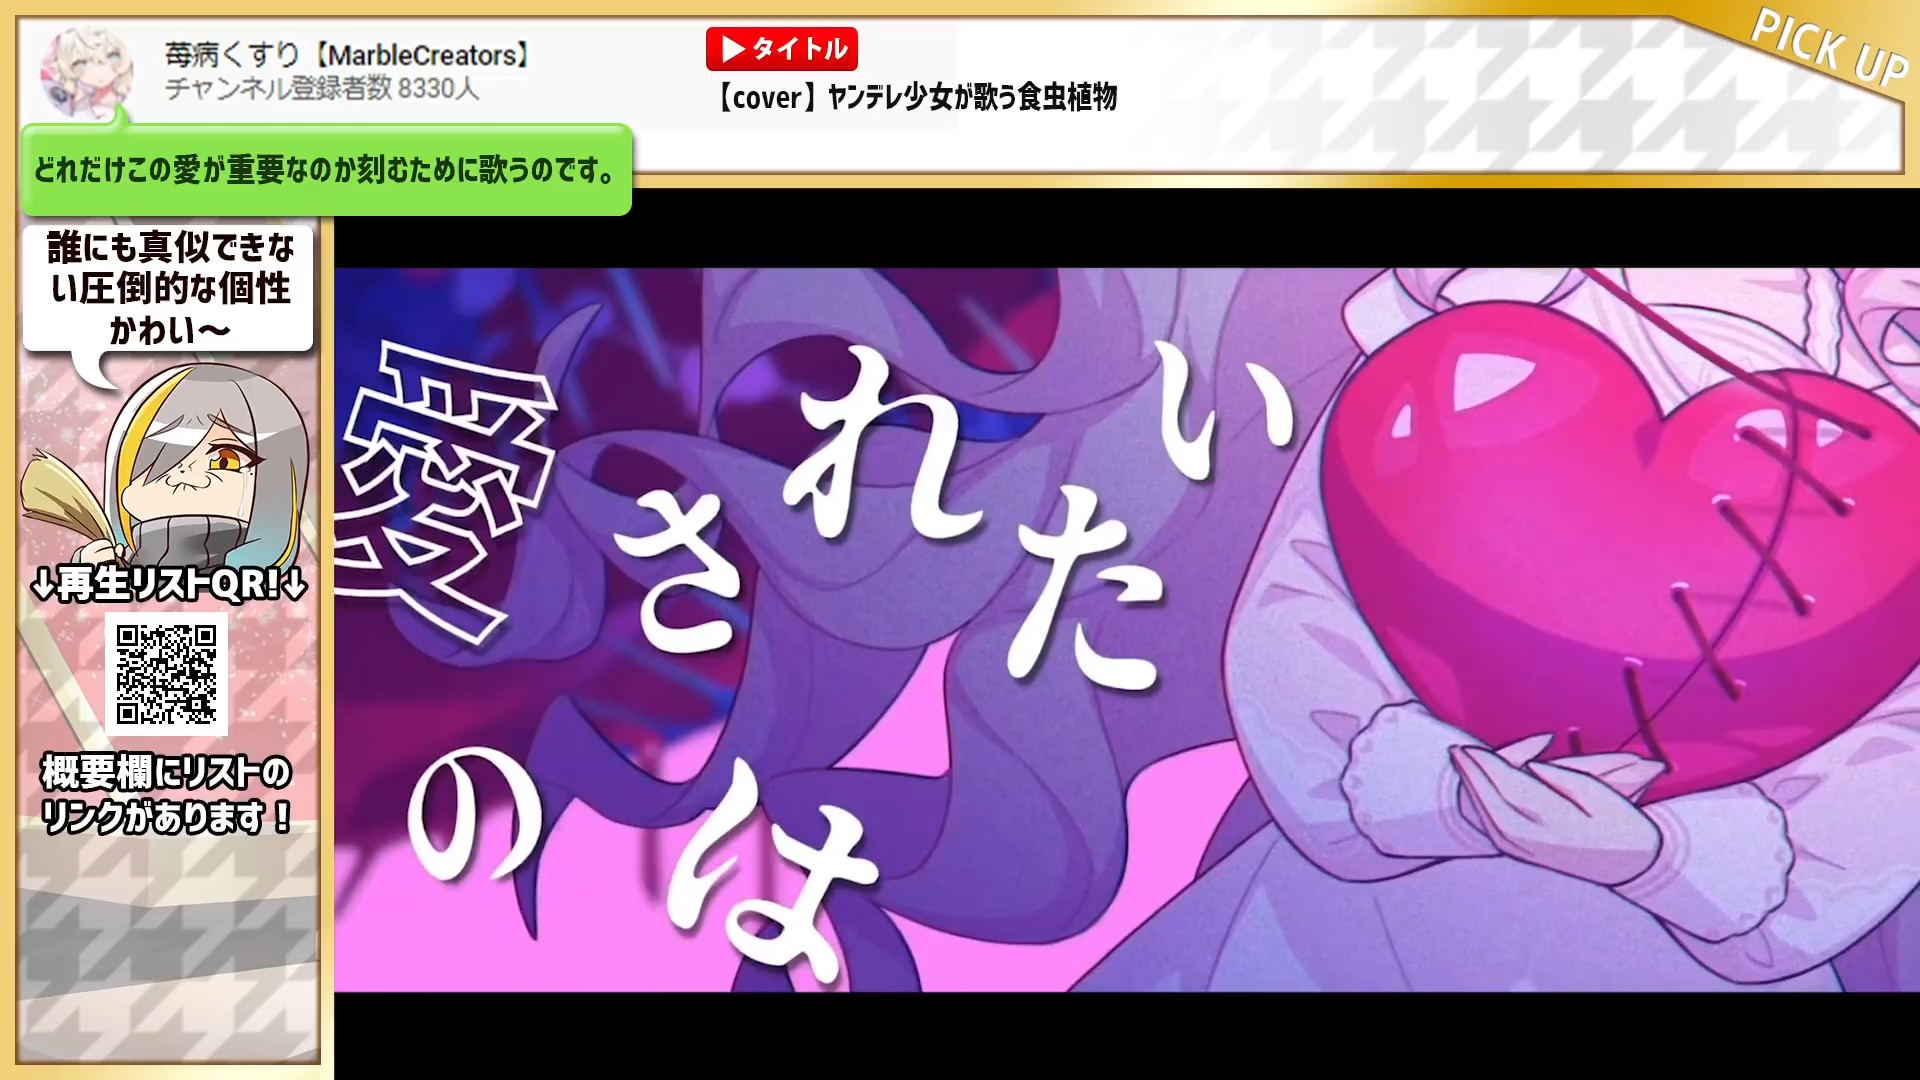 苺病くすり【MarbleCreators】
チャンネル登録者数 8330人
タイトル
【cover】ヤンデレ少女が歌う食虫植物
PICK UP
どれだけこの愛が重要なのか刻むために歌うのです。
誰にも真似できな
い圧倒的な個性
かわい～
↓再生リストQR!↓
概要欄にリストの
リンクがあります！
愛されたい
のは